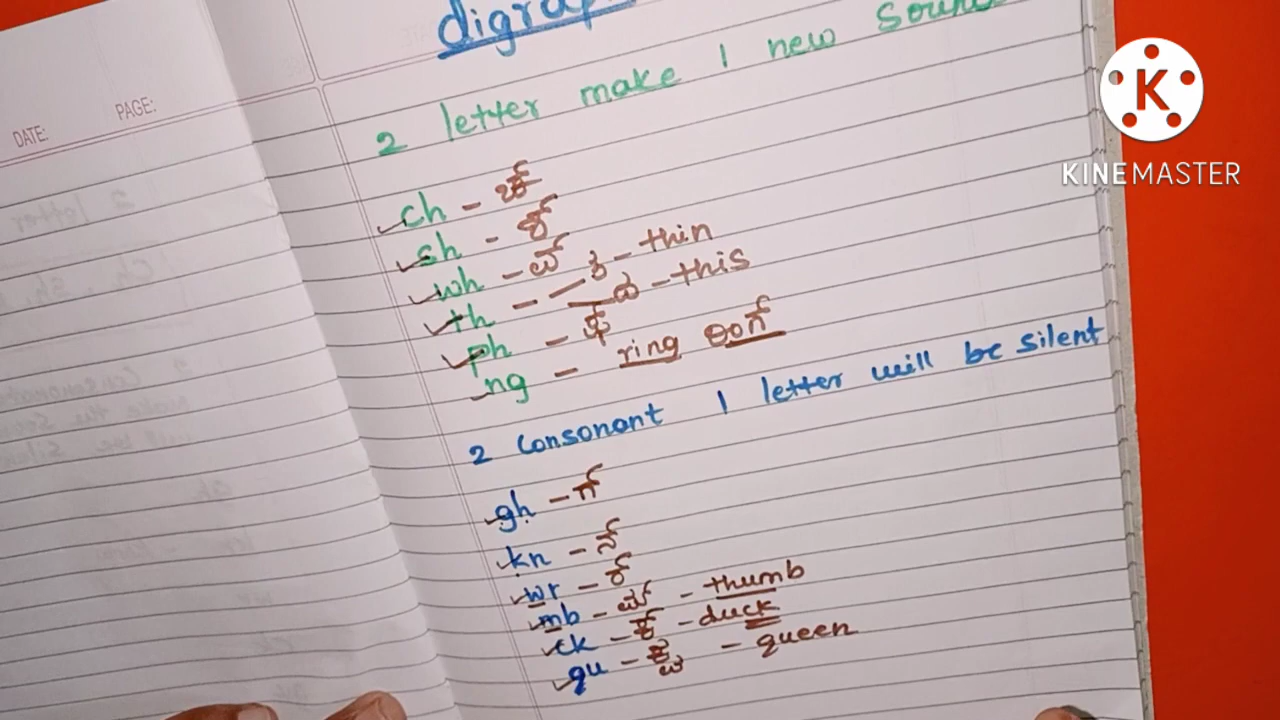 DATE:
PAGE:
digraph
2 letter make 1 new sound
ch - ಚ್
sh - ಶ್
wh - ವ್
th - ತ - thin
ದ - this
ph - ಫ್
ng - ring ರಿಂಗ್
2 Consonant 1 letter will be silent
gh - ಗ್
kn - ನ್
wr - ರ್
mb - ಮ್ - thumb
ck - ಕ್ - duck
qu - ಕ್ವ - queen
K
KINEMASTER